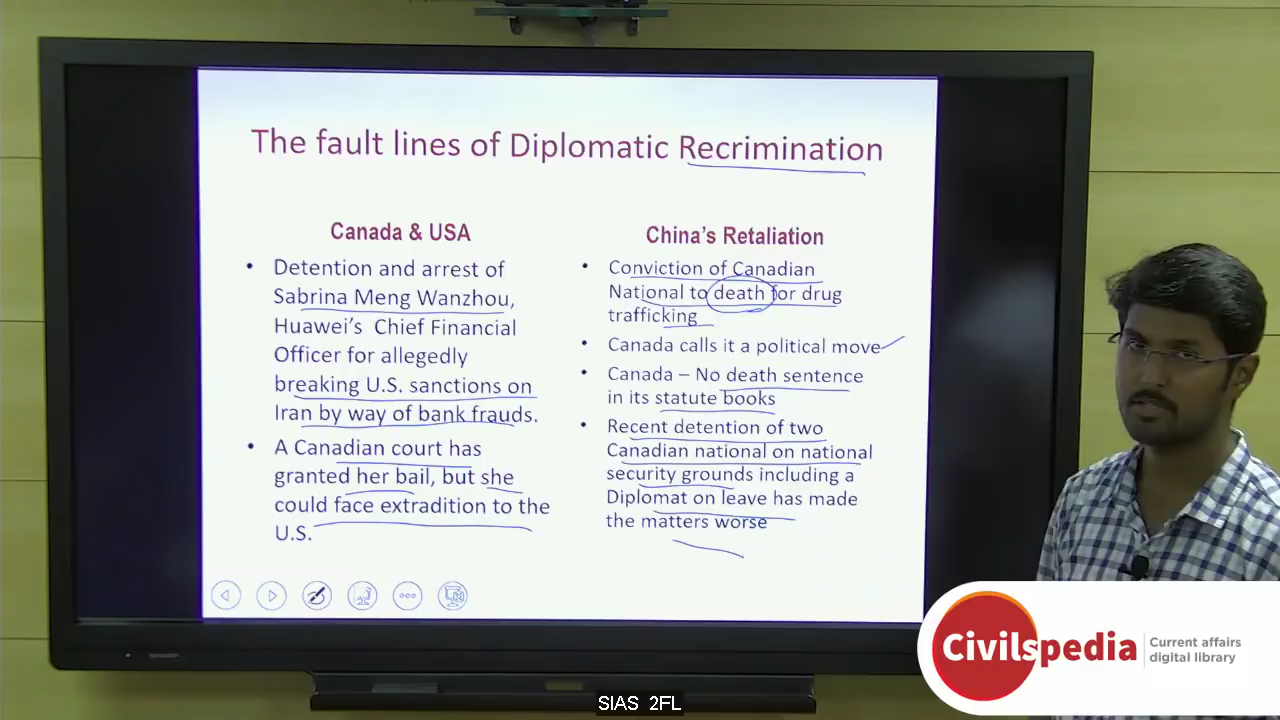 The fault lines of Diplomatic Recrimination
Canada & USA
• Detention and arrest of
Sabrina Meng Wanzhou,
Huawei's Chief Financial
Officer for allegedly
breaking U.S. sanctions on
Iran by way of bank frauds.
• A Canadian court has
granted her bail, but she
could face extradition to the
U.S.
China's Retaliation
• Conviction of Canadian
National to death for drug
trafficking
• Canada calls it a political move
• Canada – No death sentence
in its statute books
• Recent detention of two
Canadian national on national
security grounds including a
Diplomat on leave has made
the matters worse
Civilspedia
Current affairs
digital library
SIAS 2FL